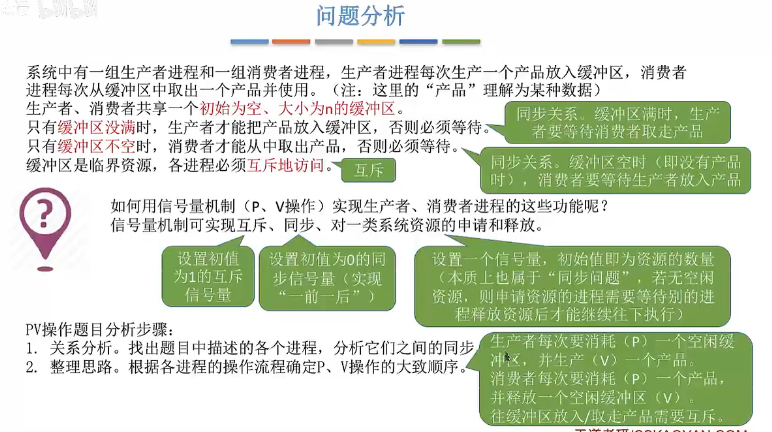 问题分析
系统中有一组生产者进程和一组消费者进程，生产者进程每次生产一个产品放入缓冲区，消费者
进程每次从缓冲区中取出一个产品并使用。（注：这里的“产品”理解为某种数据）
生产者、消费者共享一个初始为空、大小为n的缓冲区。
只有缓冲区没满时，生产者才能把产品放入缓冲区，否则必须等待。
同步关系。缓冲区满时，生产
者要等待消费者取走产品
只有缓冲区不空时，消费者才能从中取出产品，否则必须等待。
同步关系。缓冲区空时（即没有产品
时），消费者要等待生产者放入产品
缓冲区是临界资源，各进程必须互斥地访问。
互斥
?
如何用信号量机制（P、V操作）实现生产者、消费者进程的这些功能呢？
信号量机制可实现互斥、同步、对一类系统资源的申请和释放。
设置初值
为1的互斥
信号量
设置初值为0的同
步信号量（实现
“一前一后”）
设置一个信号量，初始值即为资源的数量
（本质上也属于“同步问题”，若无空闲
资源，则申请资源的进程需要等待别的进
程释放资源后才能继续往下执行）
PV操作题目分析步骤：
1. 关系分析。找出题目中描述的各个进程，分析它们之间的同步
2. 整理思路。根据各进程的操作流程确定P、V操作的大致顺序。
生产者每次要消耗（P）一个空闲缓
冲区，并生产（V）一个产品。
消费者每次要消耗（P）一个产品，
并释放一个空闲缓冲区（V）。
往缓冲区放入/取走产品需要互斥。